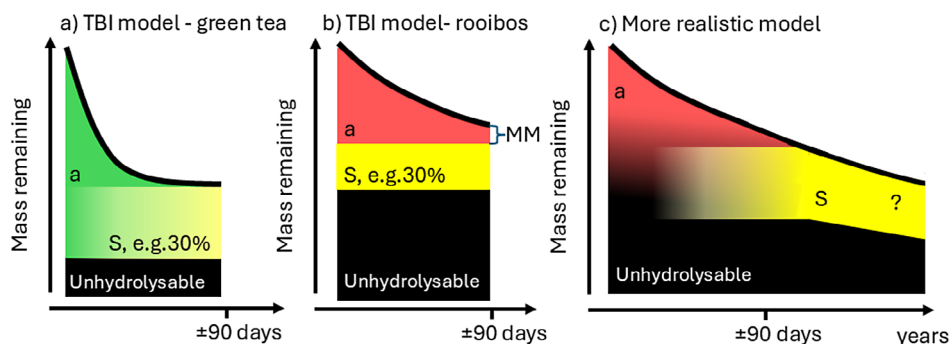 a) TBI model - green tea
Mass remaining
a
S, e.g.30%
Unhydrolysable
±90 days
b) TBI model- rooibos
Mass remaining
a
MM
S, e.g.30%
±90 days
c) More realistic model
Mass remaining
a
S
?
Unhydrolysable
±90 days
years